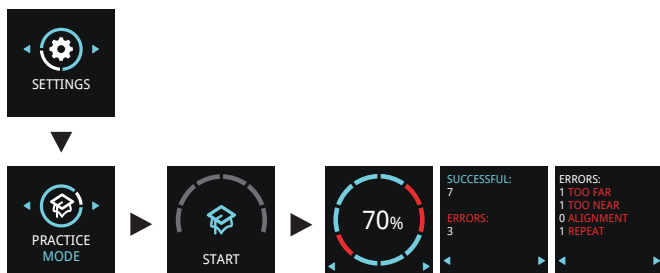 SETTINGS
PRACTICE
MODE
START
70%
SUCCESSFUL:
7
ERRORS:
3
ERRORS:
1 TOO FAR
1 TOO NEAR
0 ALIGNMENT
1 REPEAT